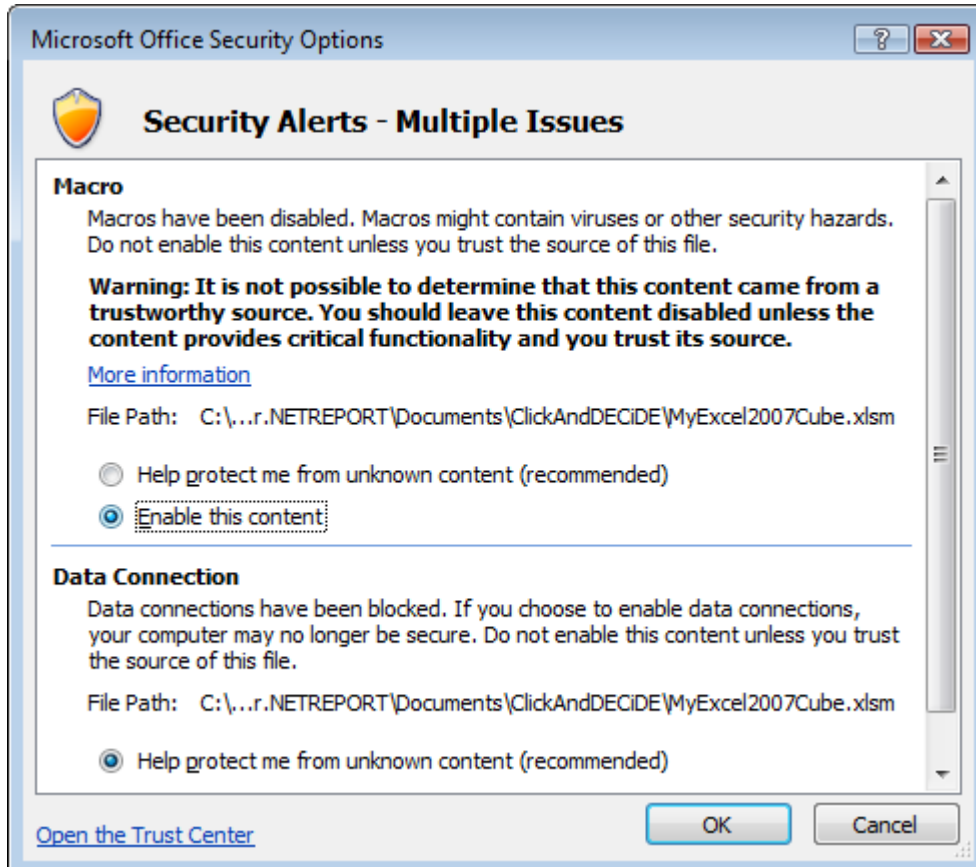 Microsoft Office Security Options
Security Alerts - Multiple Issues
Macro
Macros have been disabled. Macros might contain viruses or other security hazards.
Do not enable this content unless you trust the source of this file.
Warning: It is not possible to determine that this content came from a
trustworthy source. You should leave this content disabled unless the
content provides critical functionality and you trust its source.
More information
File Path: C:\...r.NETREPORT\Documents\ClickAndDECiDE\MyExcel2007Cube.xlsm
Help protect me from unknown content (recommended)
Enable this content
Data Connection
Data connections have been blocked. If you choose to enable data connections,
your computer may no longer be secure. Do not enable this content unless you trust
the source of this file.
File Path: C:\...r.NETREPORT\Documents\ClickAndDECiDE\MyExcel2007Cube.xlsm
Help protect me from unknown content (recommended)
Open the Trust Center
OK
Cancel